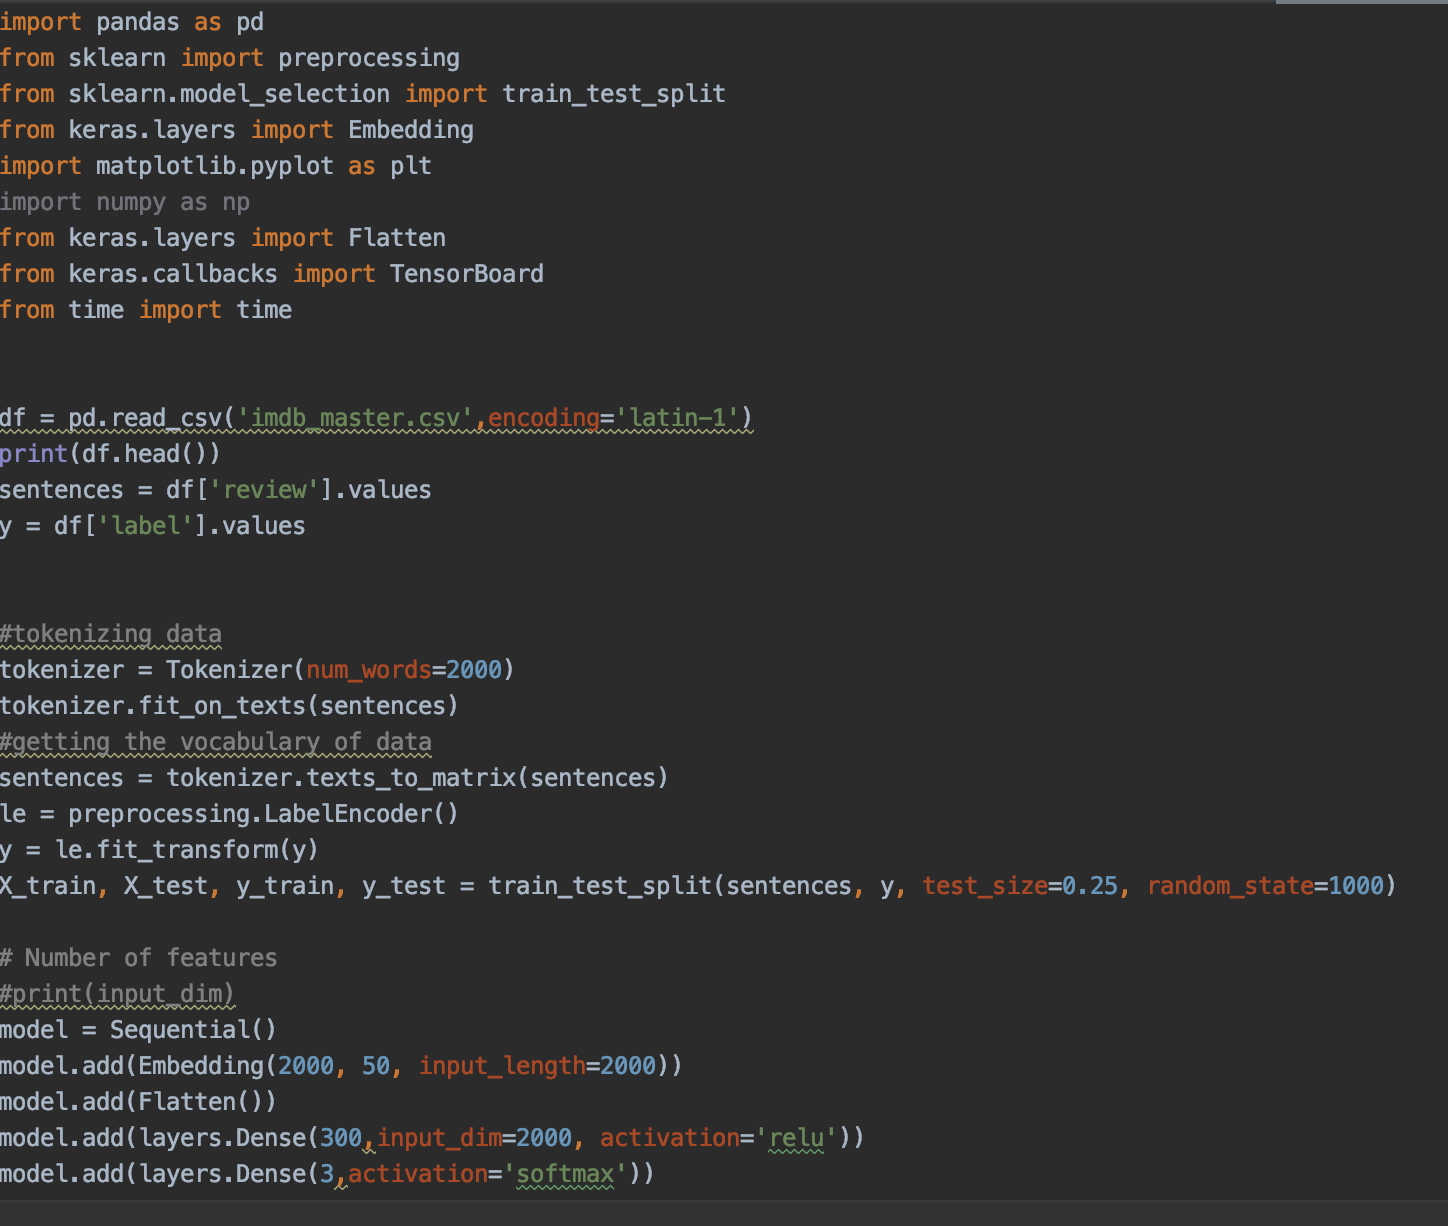 import pandas as pd
from sklearn import preprocessing
from sklearn.model_selection import train_test_split
from keras.layers import Embedding
import matplotlib.pyplot as plt
import numpy as np
from keras.layers import Flatten
from keras.callbacks import TensorBoard
from time import time
df = pd.read_csv('imdb_master.csv',encoding='latin-1')
print(df.head())
sentences = df['review'].values
y = df['label'].values
#tokenizing data
tokenizer = Tokenizer(num_words=2000)
tokenizer.fit_on_texts(sentences)
#getting the vocabulary of data
sentences = tokenizer.texts_to_matrix(sentences)
le = preprocessing.LabelEncoder()
y = le.fit_transform(y)
X_train, X_test, y_train, y_test = train_test_split(sentences, y, test_size=0.25, random_state=1000)
# Number of features
#print(input_dim)
model = Sequential()
model.add(Embedding(2000, 50, input_length=2000))
model.add(Flatten())
model.add(layers.Dense(300,input_dim=2000, activation='relu'))
model.add(layers.Dense(3,activation='softmax'))